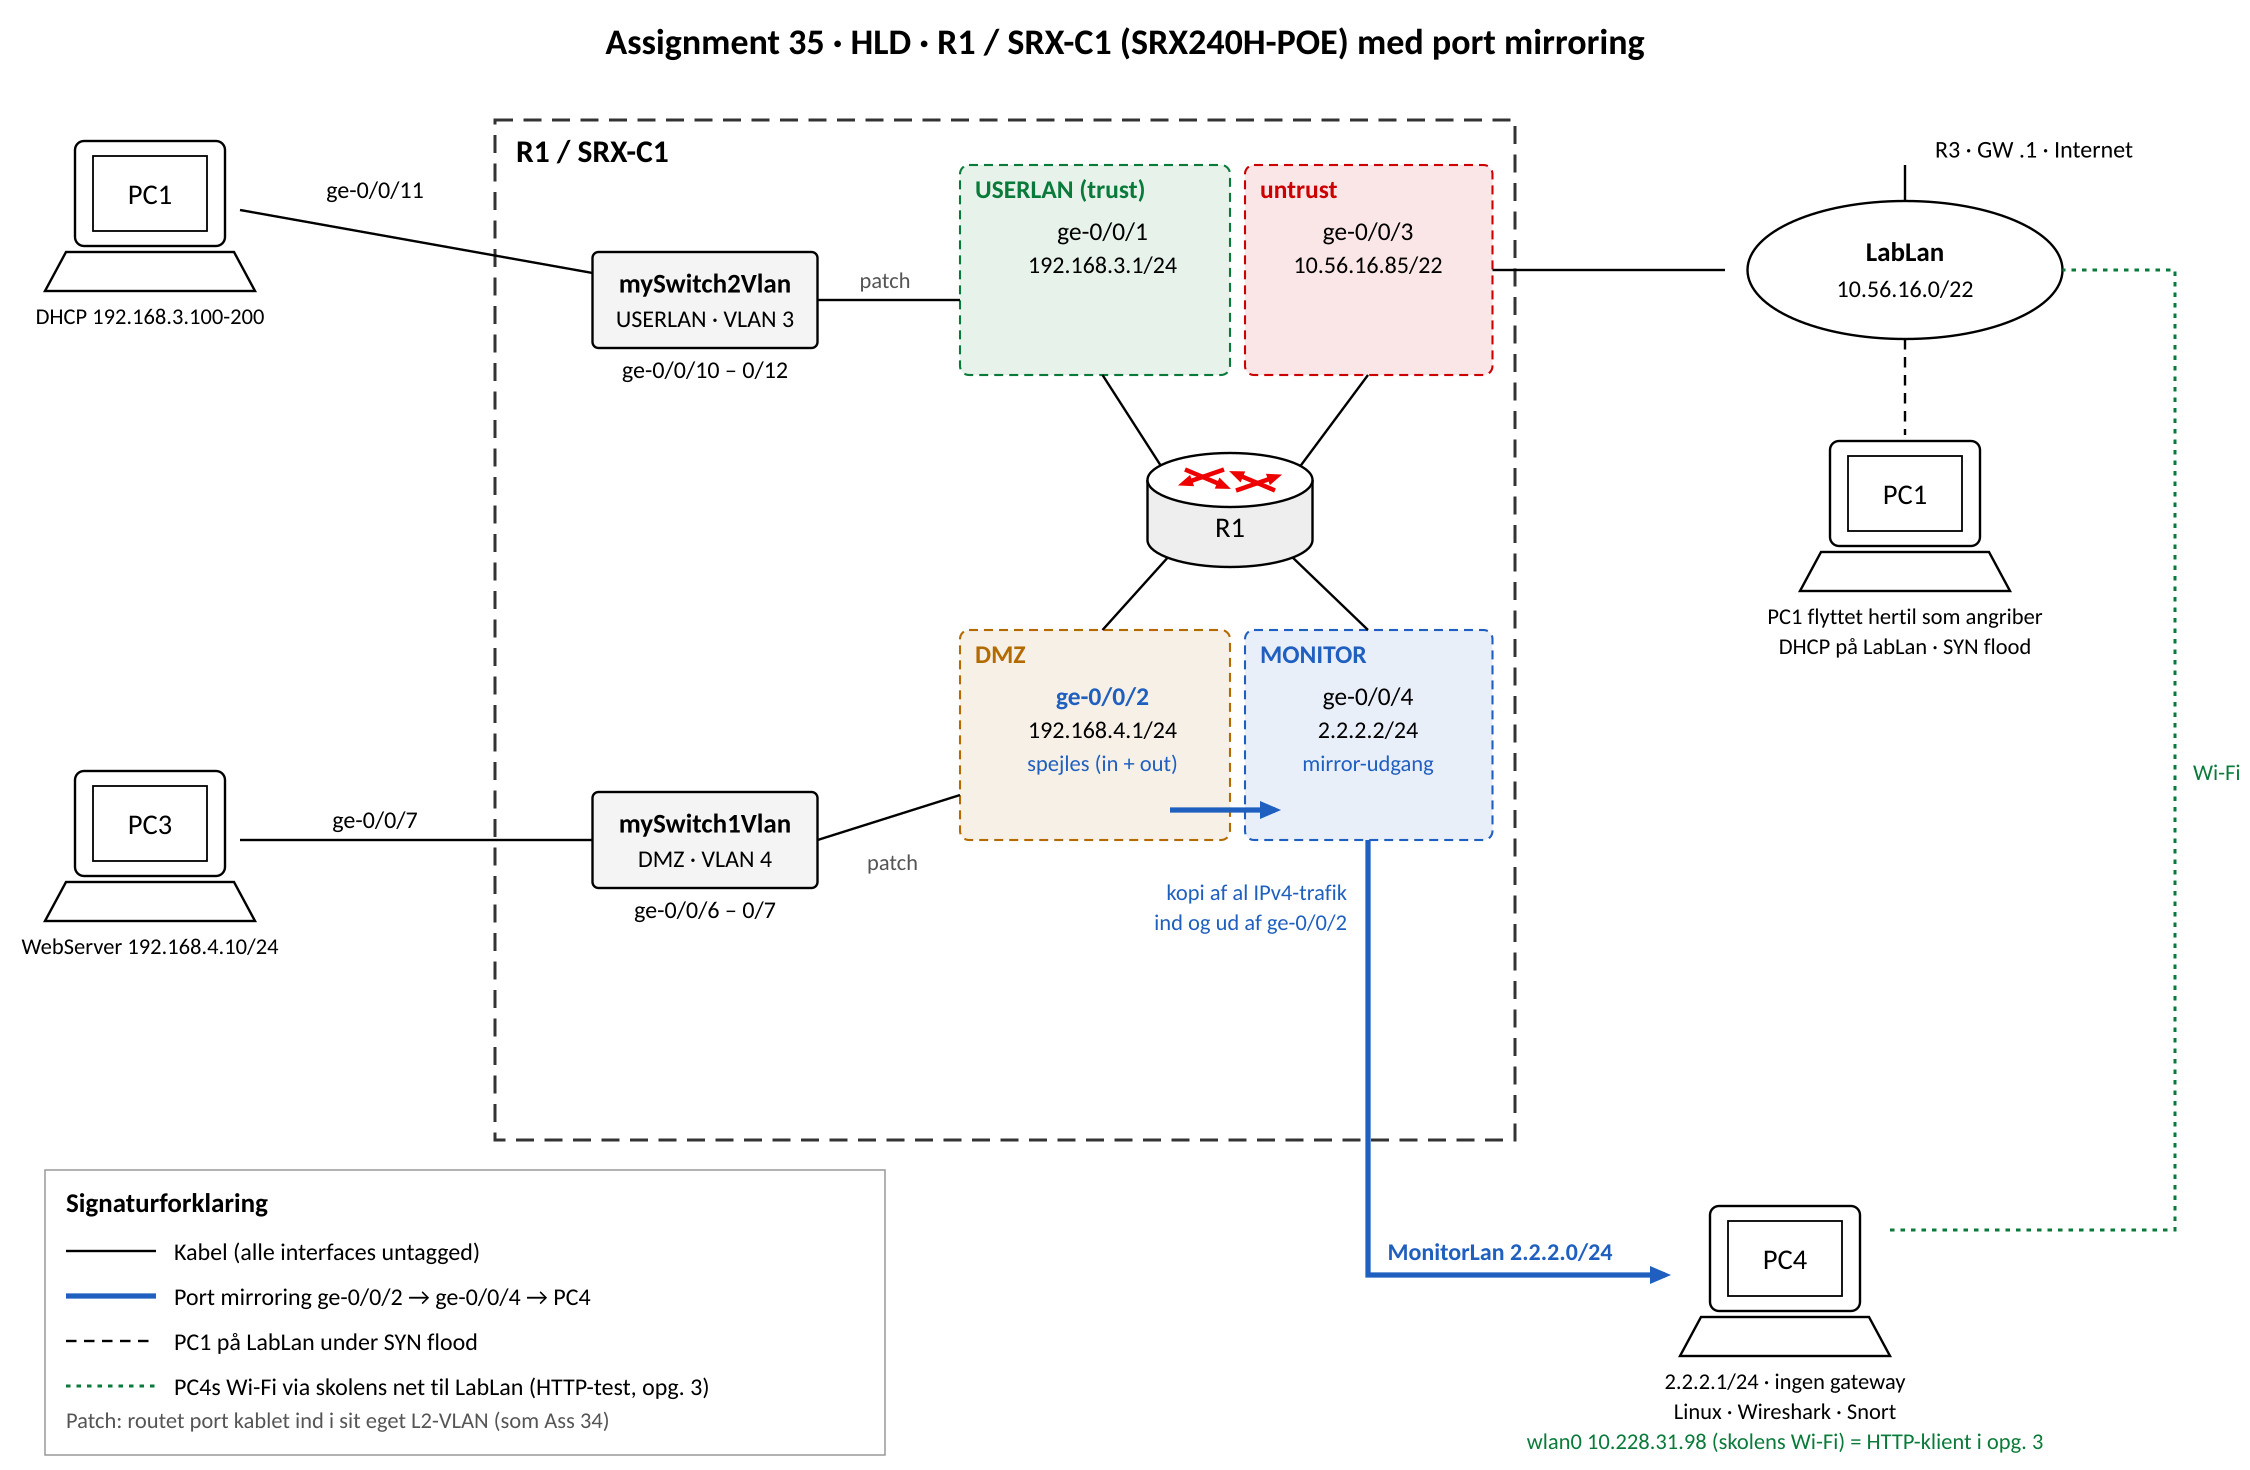 Assignment 35 · HLD · R1 / SRX-C1 (SRX240H-POE) med port mirroring
R1 / SRX-C1
PC1
ge-0/0/11
DHCP 192.168.3.100-200
mySwitch2Vlan
USERLAN · VLAN 3
ge-0/0/10 – 0/12
patch
USERLAN (trust)
ge-0/0/1
192.168.3.1/24
untrust
ge-0/0/3
10.56.16.85/22
R3 · GW .1 · Internet
LabLan
10.56.16.0/22
R1
PC1
PC1 flyttet hertil som angriber
DHCP på LabLan · SYN flood
DMZ
ge-0/0/2
192.168.4.1/24
spejles (in + out)
MONITOR
ge-0/0/4
2.2.2.2/24
mirror-udgang
Wi-Fi
PC3
ge-0/0/7
WebServer 192.168.4.10/24
mySwitch1Vlan
DMZ · VLAN 4
ge-0/0/6 – 0/7
patch
kopi af al IPv4-trafik
ind og ud af ge-0/0/2
MonitorLan 2.2.2.0/24
PC4
2.2.2.1/24 · ingen gateway
Linux · Wireshark · Snort
wlan0 10.228.31.98 (skolens Wi-Fi) = HTTP-klient i opg. 3
Signaturforklaring
Kabel (alle interfaces untagged)
Port mirroring ge-0/0/2 → ge-0/0/4 → PC4
PC1 på LabLan under SYN flood
PC4s Wi-Fi via skolens net til LabLan (HTTP-test, opg. 3)
Patch: routet port kablet ind i sit eget L2-VLAN (som Ass 34)